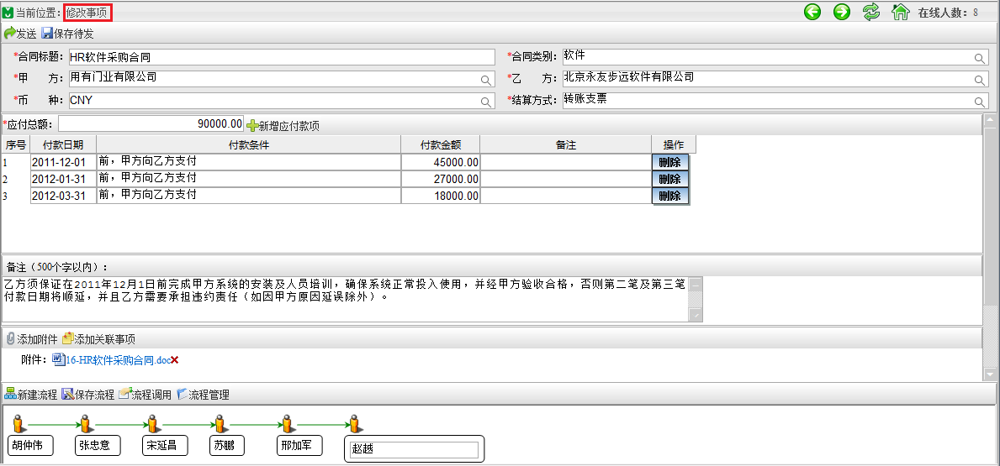 当前位置：修改事项 在线人数：8
发送 保存待发
*合同标题：HR软件采购合同 *合同类别：软件
*甲 方：用有门业有限公司 *乙 方：北京永友步远软件有限公司
*币 种：CNY *结算方式：转账支票
*应付总额：90000.00 新增应付款项
序号 付款日期 付款条件 付款金额 备注 操作
1 2011-12-01 前，甲方向乙方支付 45000.00 删除
2 2012-01-31 前，甲方向乙方支付 27000.00 删除
3 2012-03-31 前，甲方向乙方支付 18000.00 删除
备注（500个字以内）：
乙方须保证在2011年12月1日前完成甲方系统的安装及人员培训，确保系统正常投入使用，并经甲方验收合格，否则第二笔及第三笔
付款日期将顺延，并且乙方需要承担违约责任（如因甲方原因延误除外）。
添加附件 添加关联事项
附件：16-HR软件采购合同.doc
新建流程 保存流程 流程调用 流程管理
胡仲伟 张忠意 宋延昌 苏鹏 邢加军 赵越